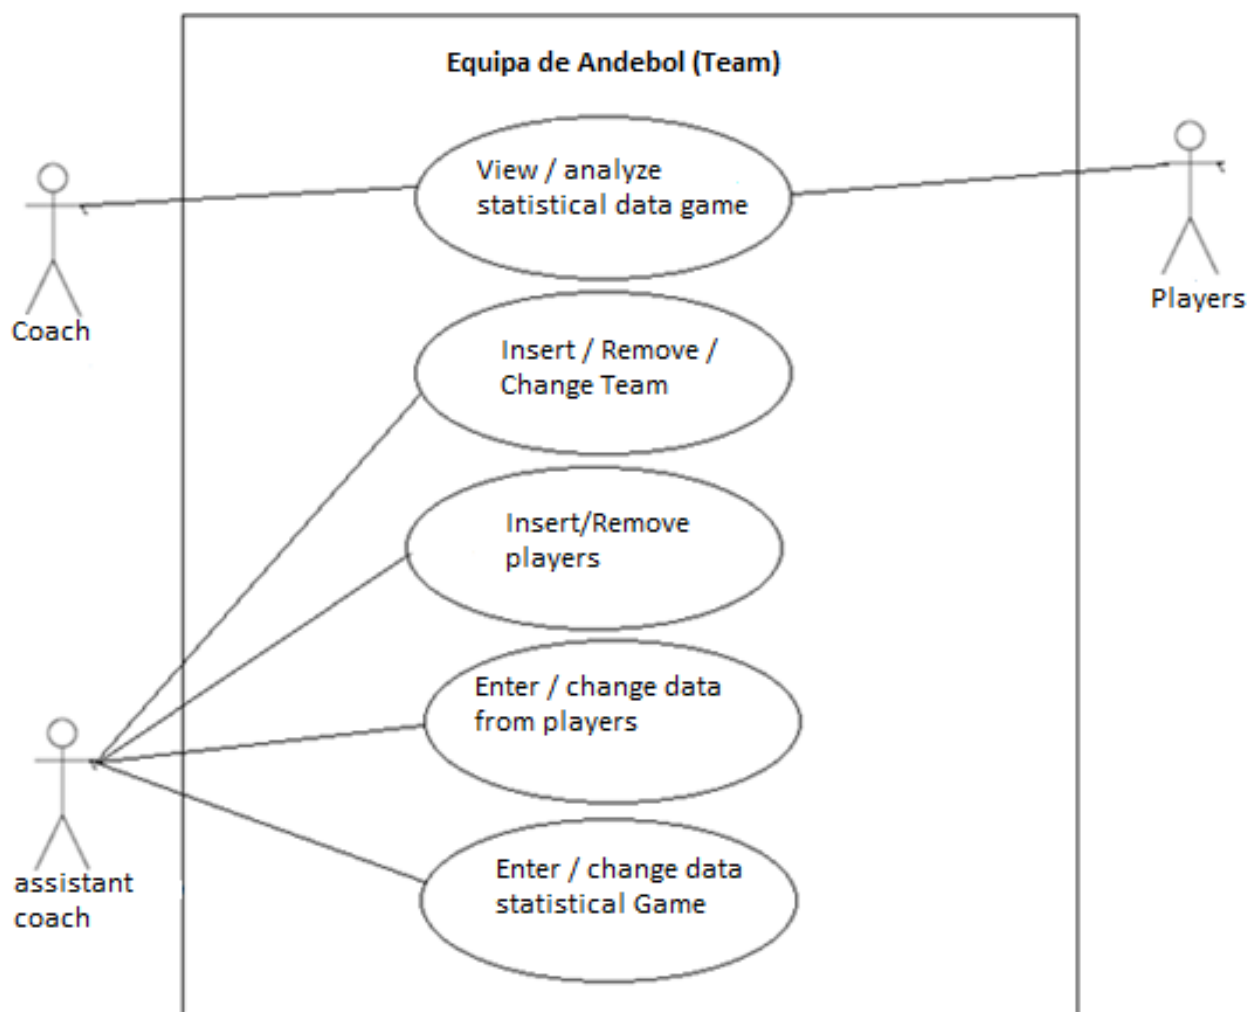 Equipa de Andebol (Team)
View / analyze
statistical data game
Coach
Players
Insert / Remove /
Change Team
Insert/Remove
players
Enter / change data
from players
assistant
coach
Enter / change data
statistical Game